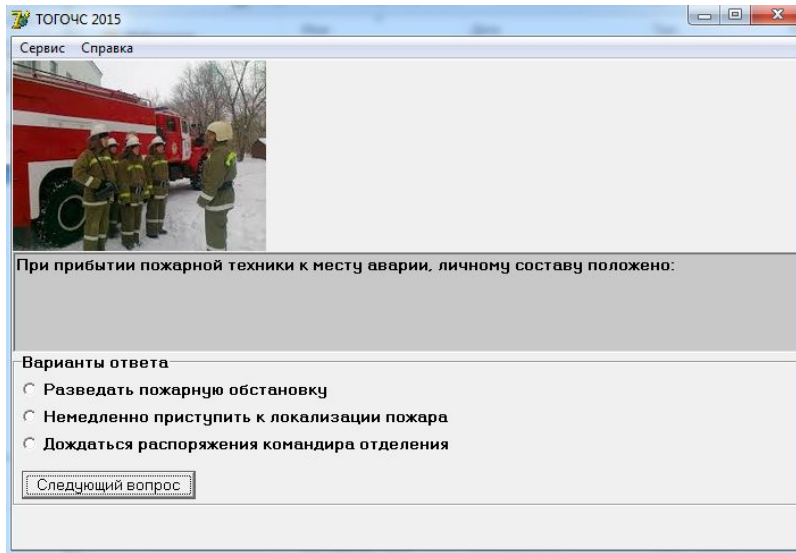 ТОГОЧС 2015
Сервис Справка
При прибытии пожарной техники к месту аварии, личному составу положено:
Варианты ответа
Разведать пожарную обстановку
Немедленно приступить к локализации пожара
Дождаться распоряжения командира отделения
Следующий вопрос